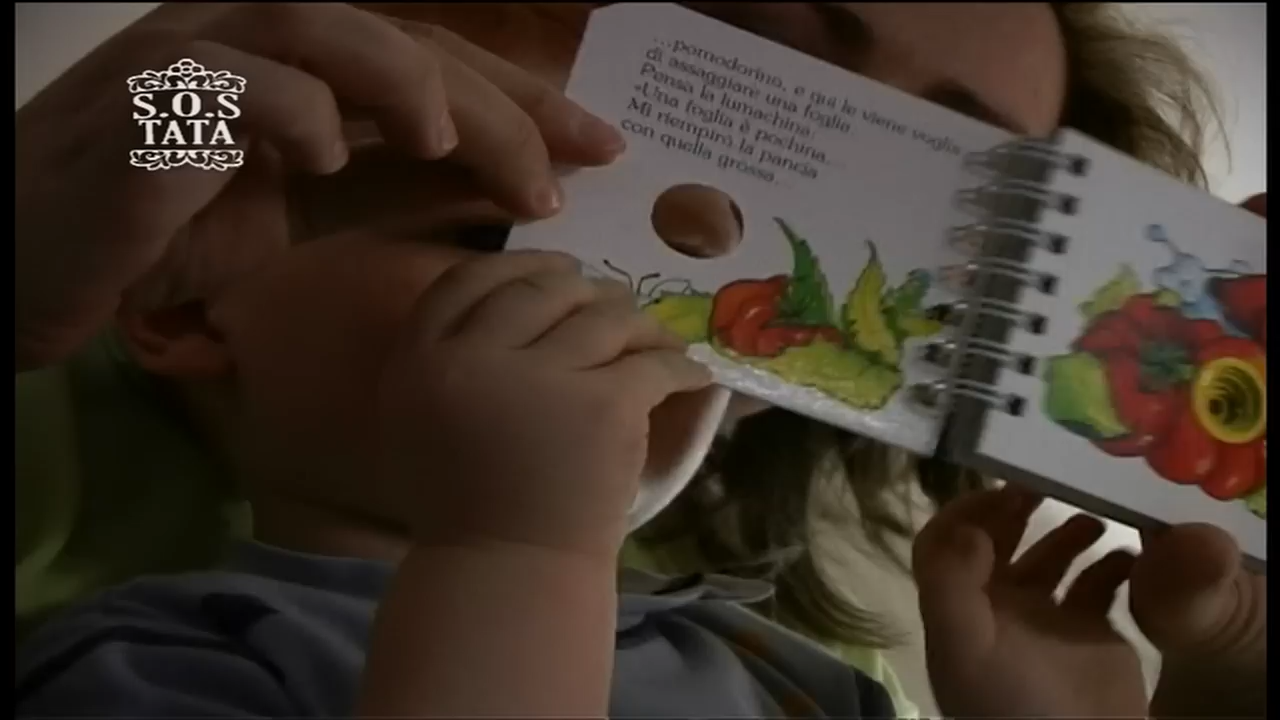 S.O.S
TATA
...pomodorino, e qui le viene voglia
di assaggiare una foglia.
Pensa la lumachina:
«Una foglia è pochina...
Mi riempirò la pancia
con quella grossa...